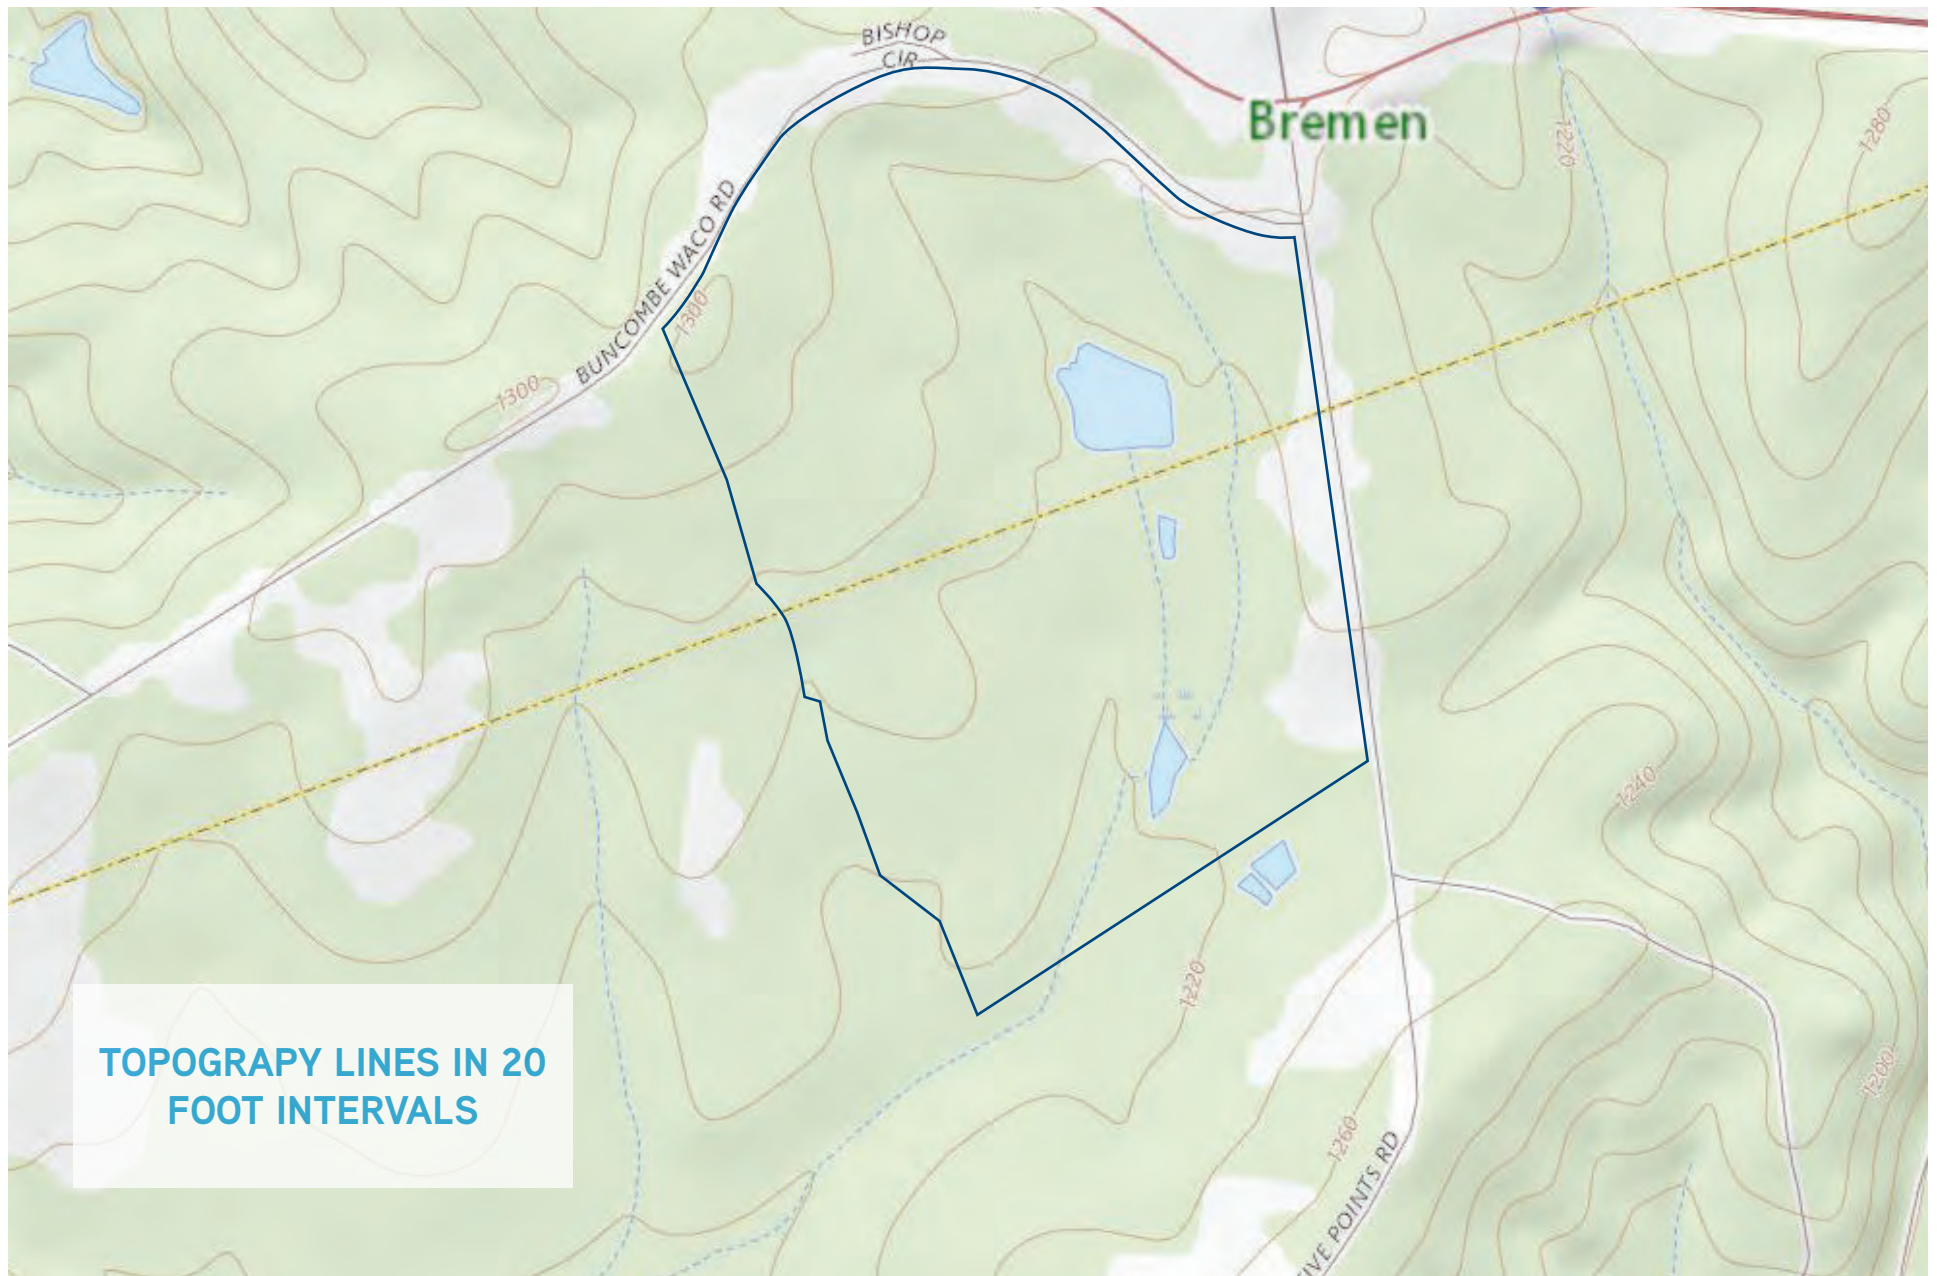 BISHOP
CIR
Bremen
1220
1280
BUNCOMBE WACO RD
1300
1300
1240
1220
1200
1260
IVE POINTS RD
TOPOGRAPY LINES IN 20
FOOT INTERVALS